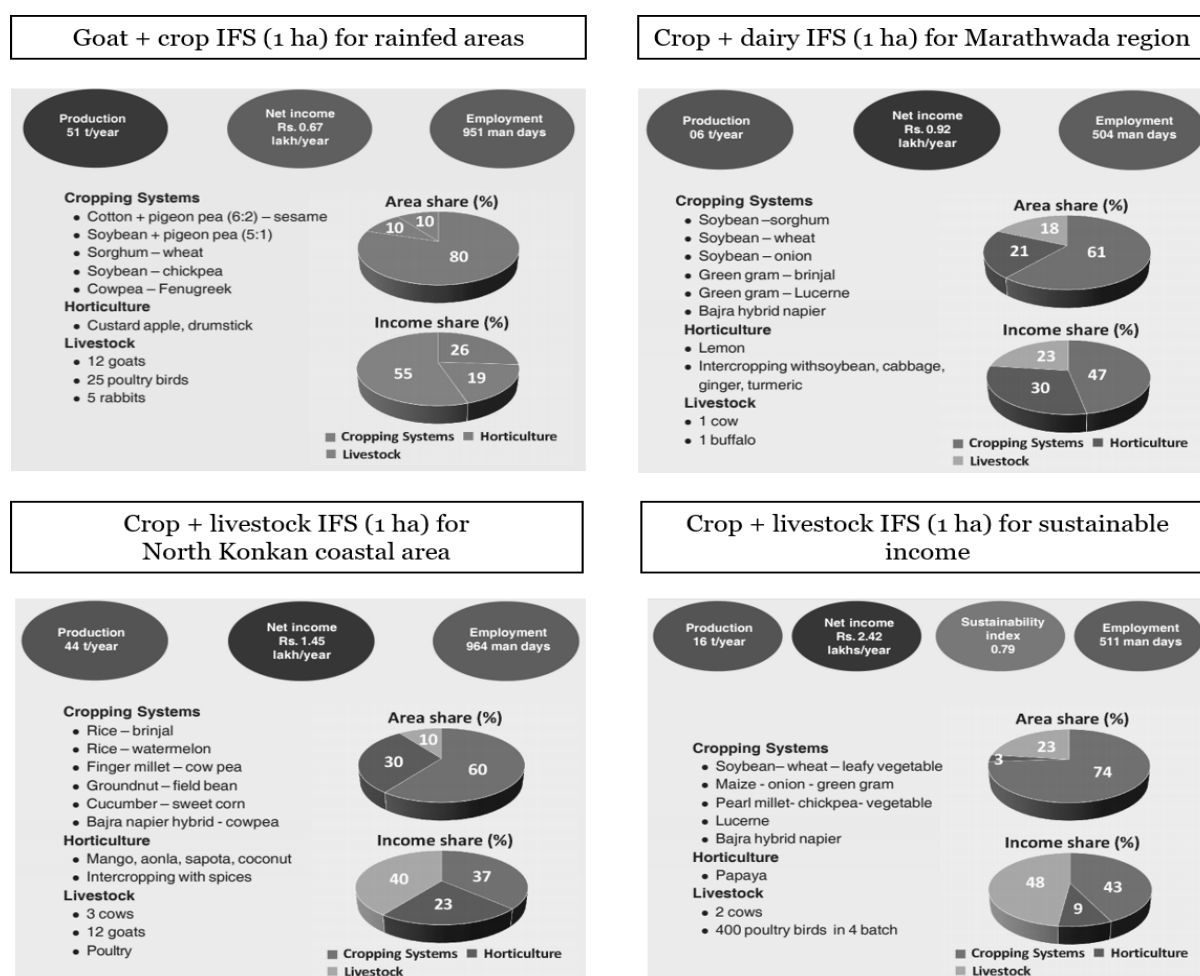 Goat + crop IFS (1 ha) for rainfed areas
Production
51 t/year
Net income
Rs. 0.67
lakh/year
Employment
951 man days
Cropping Systems
• Cotton + pigeon pea (6:2) – sesame
• Soybean + pigeon pea (5:1)
• Sorghum – wheat
• Soybean – chickpea
• Cowpea – Fenugreek
Horticulture
• Custard apple, drumstick
Livestock
• 12 goats
• 25 poultry birds
• 5 rabbits
Area share (%)
10
10
80
Income share (%)
26
55
19
Cropping Systems Horticulture
Livestock
Crop + dairy IFS (1 ha) for Marathwada region
Production
06 t/year
Net income
Rs. 0.92
lakh/year
Employment
504 man days
Cropping Systems
• Soybean –sorghum
• Soybean – wheat
• Soybean – onion
• Green gram – brinjal
• Green gram – Lucerne
• Bajra hybrid napier
Horticulture
• Lemon
• Intercropping withsoybean, cabbage,
ginger, turmeric
Livestock
• 1 cow
• 1 buffalo
Area share (%)
18
21
61
Income share (%)
23
30
47
Cropping Systems Horticulture
Livestock
Crop + livestock IFS (1 ha) for
North Konkan coastal area
Production
44 t/year
Net income
Rs. 1.45
lakh/year
Employment
964 man days
Cropping Systems
• Rice – brinjal
• Rice – watermelon
• Finger millet – cow pea
• Groundnut – field bean
• Cucumber – sweet corn
• Bajra napier hybrid - cowpea
Horticulture
• Mango, aonla, sapota, coconut
• Intercropping with spices
Livestock
• 3 cows
• 12 goats
• Poultry
Area share (%)
10
30
60
Income share (%)
40
37
23
Cropping Systems Horticulture
Livestock
Crop + livestock IFS (1 ha) for sustainable
income
Production
16 t/year
Net income
Rs. 2.42
lakhs/year
Sustainability
index
0.79
Employment
511 man days
Cropping Systems
• Soybean– wheat – leafy vegetable
• Maize - onion - green gram
• Pearl millet- chickpea- vegetable
• Lucerne
• Bajra hybrid napier
Horticulture
• Papaya
Livestock
• 2 cows
• 400 poultry birds in 4 batch
Area share (%)
23
3
74
Income share (%)
48
43
9
Cropping Systems Horticulture
Livestock